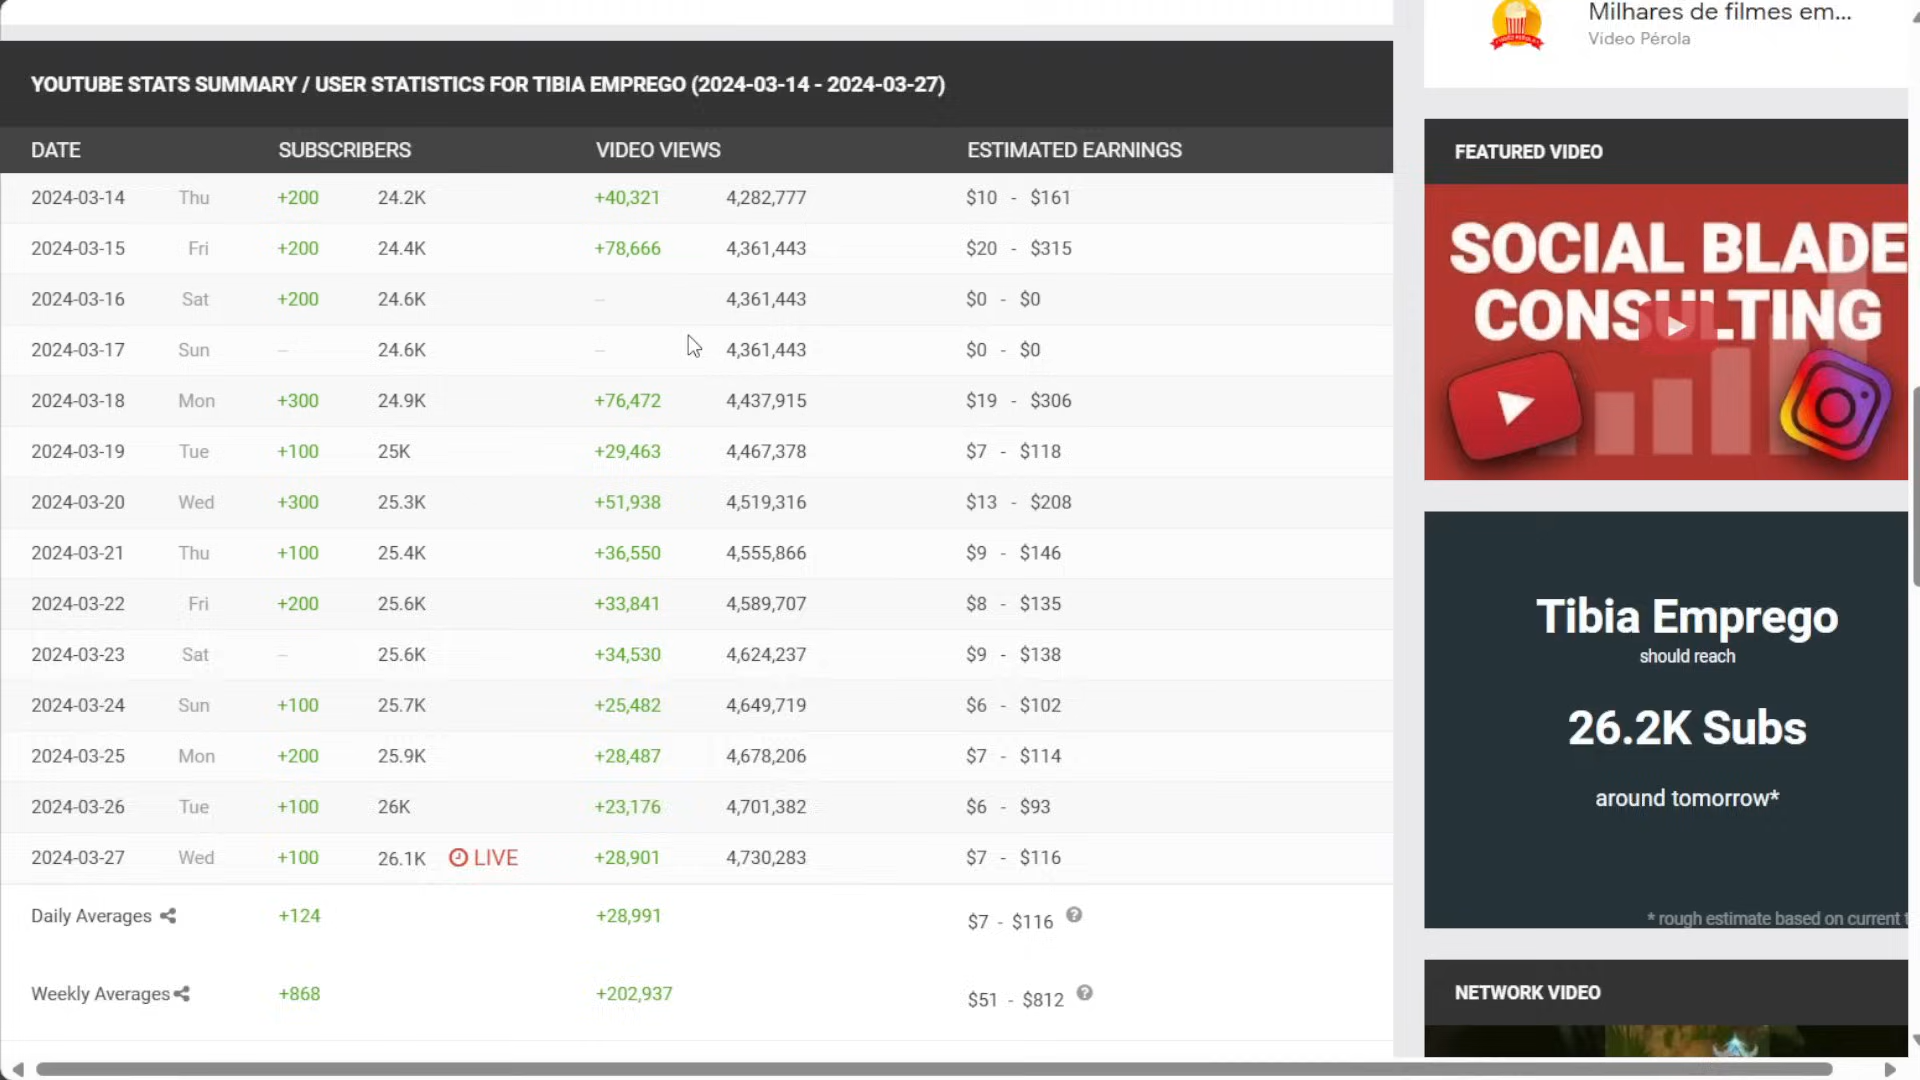 Milhares de filmes em...
Vídeo Pérola
YOUTUBE STATS SUMMARY / USER STATISTICS FOR TIBIA EMPREGO (2024-03-14 - 2024-03-27)
DATE SUBSCRIBERS VIDEO VIEWS ESTIMATED EARNINGS
2024-03-14 Thu +200 24.2K +40,321 4,282,777 $10 - $161
2024-03-15 Fri +200 24.4K +78,666 4,361,443 $20 - $315
2024-03-16 Sat +200 24.6K -- 4,361,443 $0 - $0
2024-03-17 Sun -- 24.6K -- 4,361,443 $0 - $0
2024-03-18 Mon +300 24.9K +76,472 4,437,915 $19 - $306
2024-03-19 Tue +100 25K +29,463 4,467,378 $7 - $118
2024-03-20 Wed +300 25.3K +51,938 4,519,316 $13 - $208
2024-03-21 Thu +100 25.4K +36,550 4,555,866 $9 - $146
2024-03-22 Fri +200 25.6K +33,841 4,589,707 $8 - $135
2024-03-23 Sat -- 25.6K +34,530 4,624,237 $9 - $138
2024-03-24 Sun +100 25.7K +25,482 4,649,719 $6 - $102
2024-03-25 Mon +200 25.9K +28,487 4,678,206 $7 - $114
2024-03-26 Tue +100 26K +23,176 4,701,382 $6 - $93
2024-03-27 Wed +100 26.1K LIVE +28,901 4,730,283 $7 - $116
Daily Averages +124 +28,991 $7 - $116
Weekly Averages +868 +202,937 $51 - $812
FEATURED VIDEO
SOCIAL BLADE
CONSULTING
Tibia Emprego
should reach
26.2K Subs
around tomorrow*
* rough estimate based on current
NETWORK VIDEO